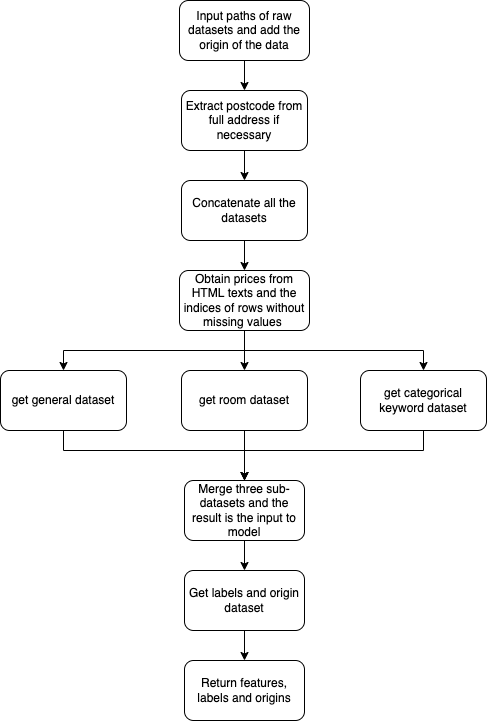 Input paths of raw
datasets and add the
origin of the data
Extract postcode from
full address if
necessary
Concatenate all the
datasets
Obtain prices from
HTML texts and the
indices of rows without
missing values
get general dataset
get room dataset
get categorical
keyword dataset
Merge three sub-
datasets and the
result is the input to
model
Get labels and origin
dataset
Return features,
labels and origins